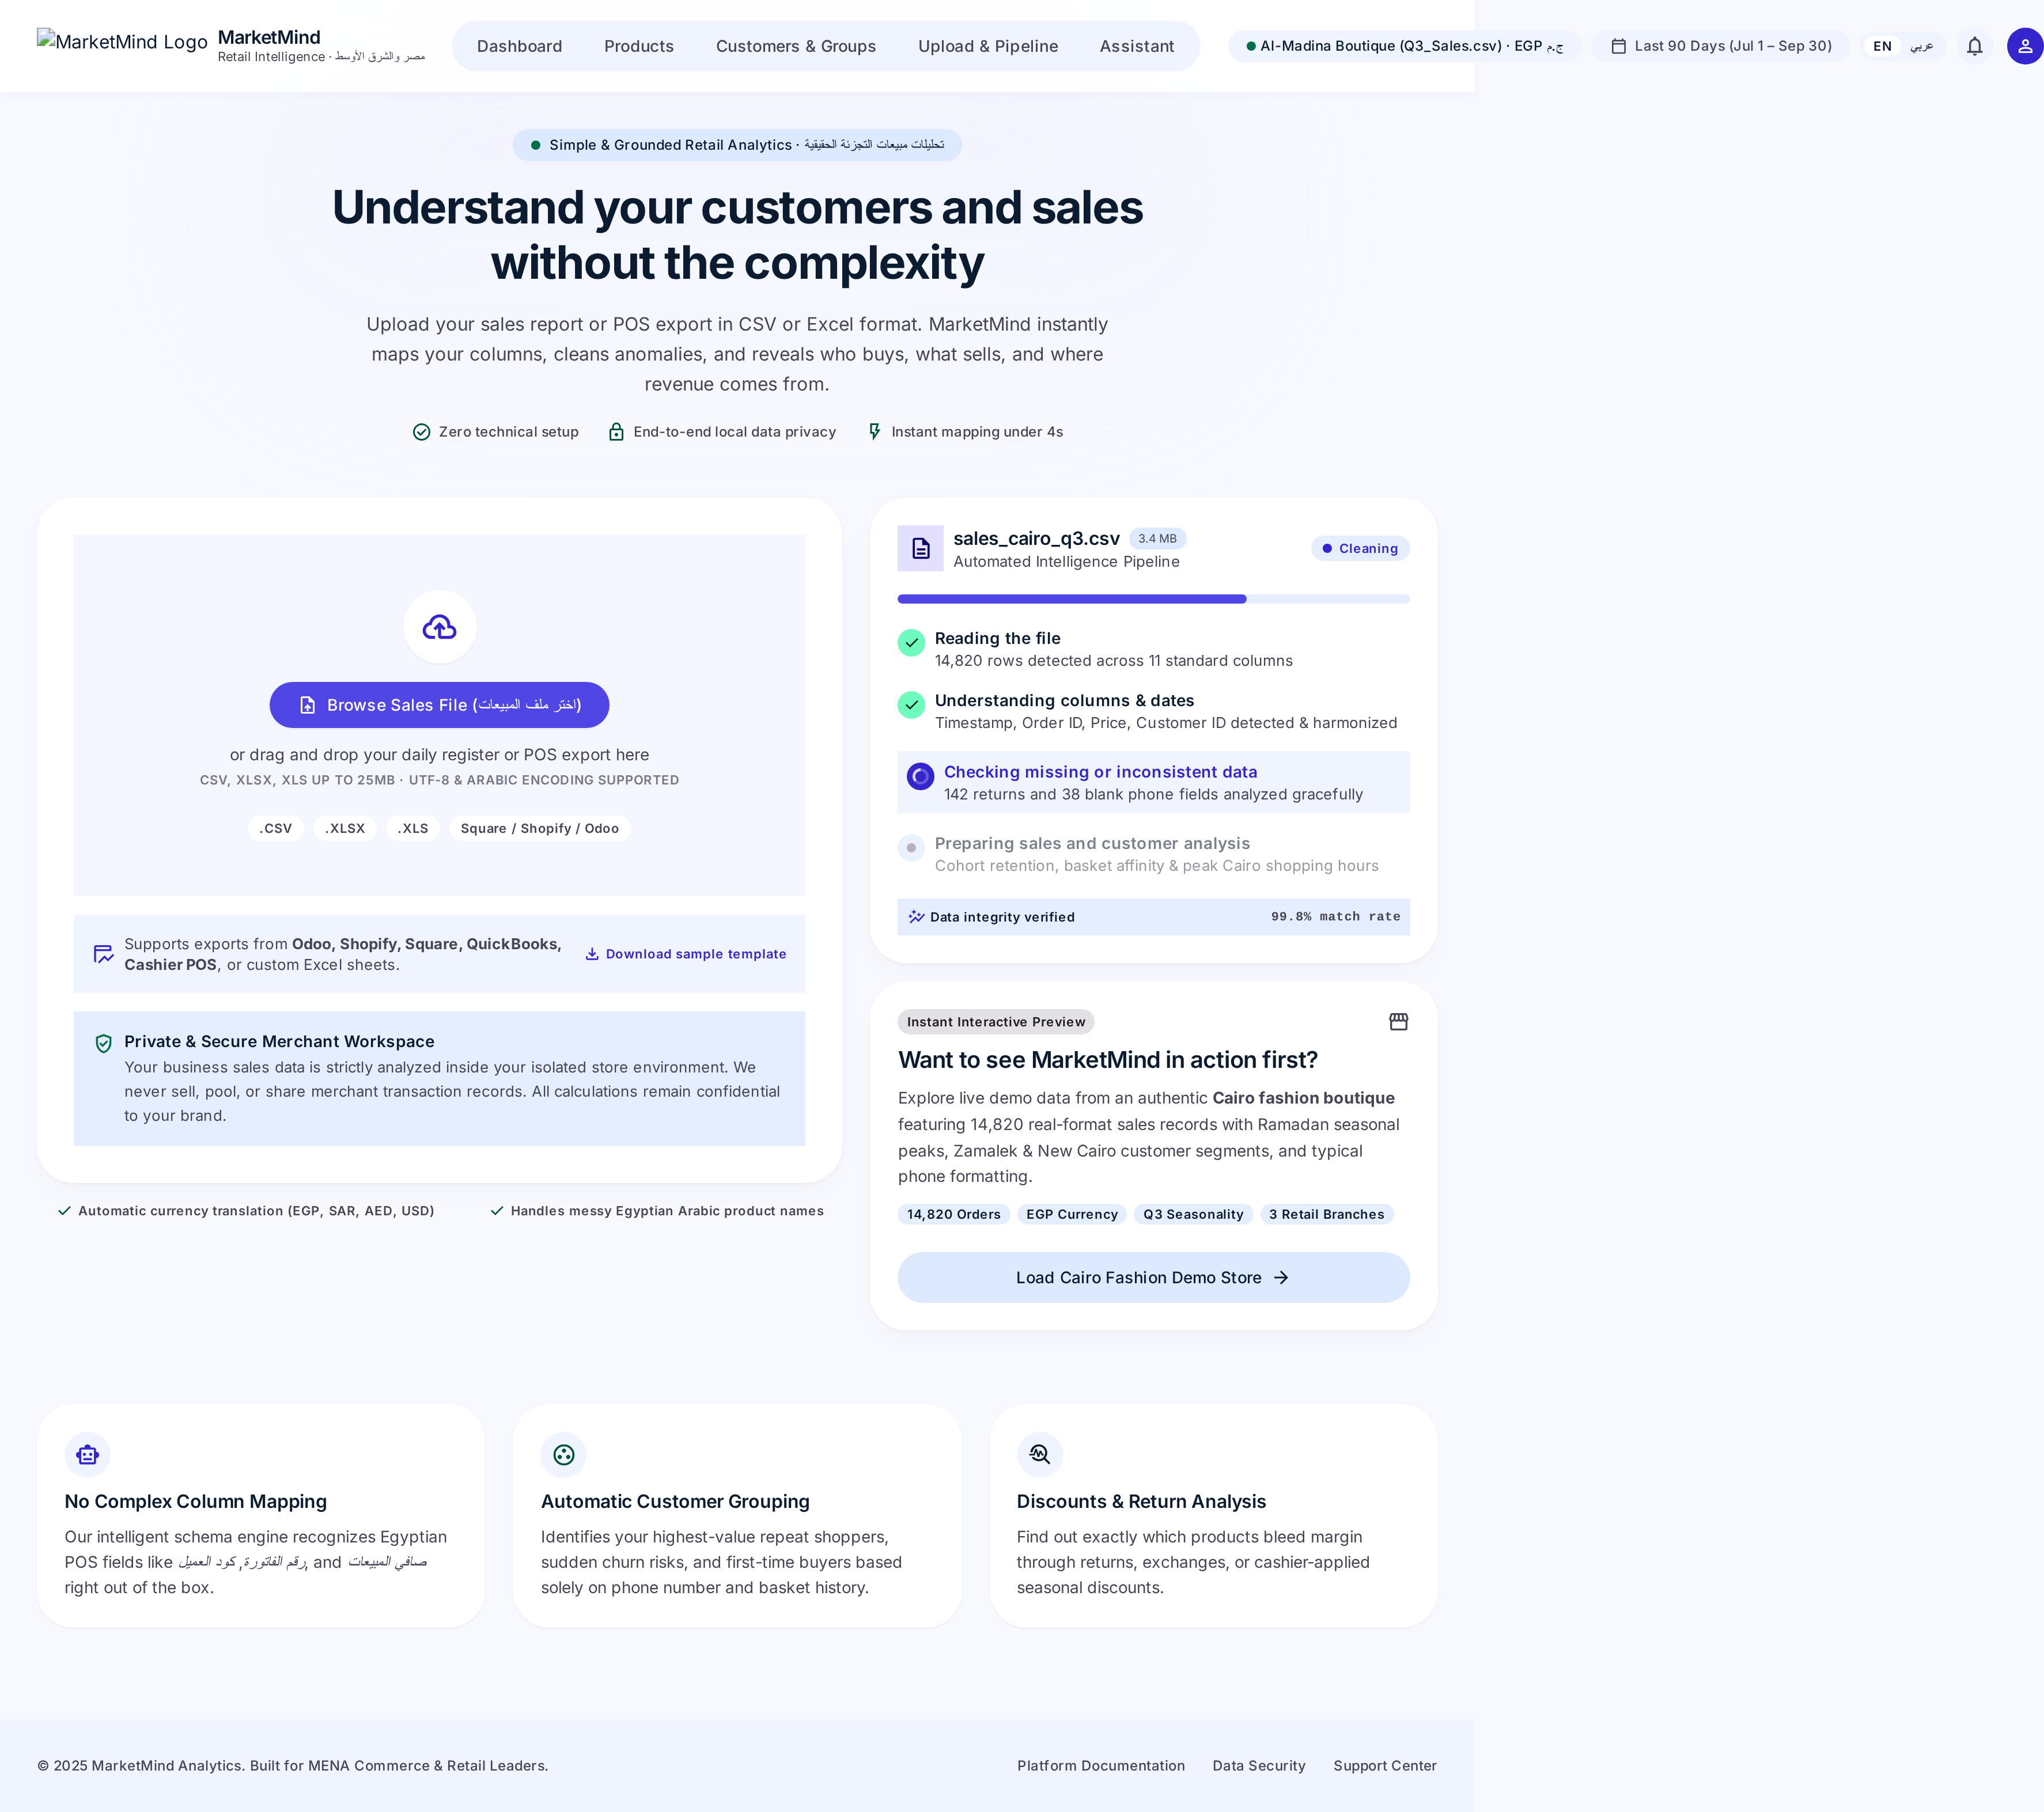 MarketMind Logo
MarketMind
Retail Intelligence · مصر والشرق الأوسط
Dashboard
Products
Customers & Groups
Upload & Pipeline
Assistant
Al-Madina Boutique (Q3_Sales.csv) · EGP ج.م
Last 90 Days (Jul 1 – Sep 30)
EN
عربي
Simple & Grounded Retail Analytics · تحليلات مبيعات التجزئة الحقيقية
Understand your customers and sales
without the complexity
Upload your sales report or POS export in CSV or Excel format. MarketMind instantly
maps your columns, cleans anomalies, and reveals who buys, what sells, and where
revenue comes from.
Zero technical setup
End-to-end local data privacy
Instant mapping under 4s
Browse Sales File (اختر ملف المبيعات)
or drag and drop your daily register or POS export here
CSV, XLSX, XLS UP TO 25MB · UTF-8 & ARABIC ENCODING SUPPORTED
.CSV
.XLSX
.XLS
Square / Shopify / Odoo
Supports exports from Odoo, Shopify, Square, QuickBooks,
Cashier POS, or custom Excel sheets.
Download sample template
Private & Secure Merchant Workspace
Your business sales data is strictly analyzed inside your isolated store environment. We
never sell, pool, or share merchant transaction records. All calculations remain confidential
to your brand.
Automatic currency translation (EGP, SAR, AED, USD)
Handles messy Egyptian Arabic product names
sales_cairo_q3.csv
3.4 MB
Automated Intelligence Pipeline
Cleaning
Reading the file
14,820 rows detected across 11 standard columns
Understanding columns & dates
Timestamp, Order ID, Price, Customer ID detected & harmonized
Checking missing or inconsistent data
142 returns and 38 blank phone fields analyzed gracefully
Preparing sales and customer analysis
Cohort retention, basket affinity & peak Cairo shopping hours
Data integrity verified
99.8% match rate
Instant Interactive Preview
Want to see MarketMind in action first?
Explore live demo data from an authentic Cairo fashion boutique
featuring 14,820 real-format sales records with Ramadan seasonal
peaks, Zamalek & New Cairo customer segments, and typical
phone formatting.
14,820 Orders
EGP Currency
Q3 Seasonality
3 Retail Branches
Load Cairo Fashion Demo Store
No Complex Column Mapping
Our intelligent schema engine recognizes Egyptian
POS fields like رقم الفاتورة, كود العميل, and صافي المبيعات
right out of the box.
Automatic Customer Grouping
Identifies your highest-value repeat shoppers,
sudden churn risks, and first-time buyers based
solely on phone number and basket history.
Discounts & Return Analysis
Find out exactly which products bleed margin
through returns, exchanges, or cashier-applied
seasonal discounts.
© 2025 MarketMind Analytics. Built for MENA Commerce & Retail Leaders.
Platform Documentation
Data Security
Support Center